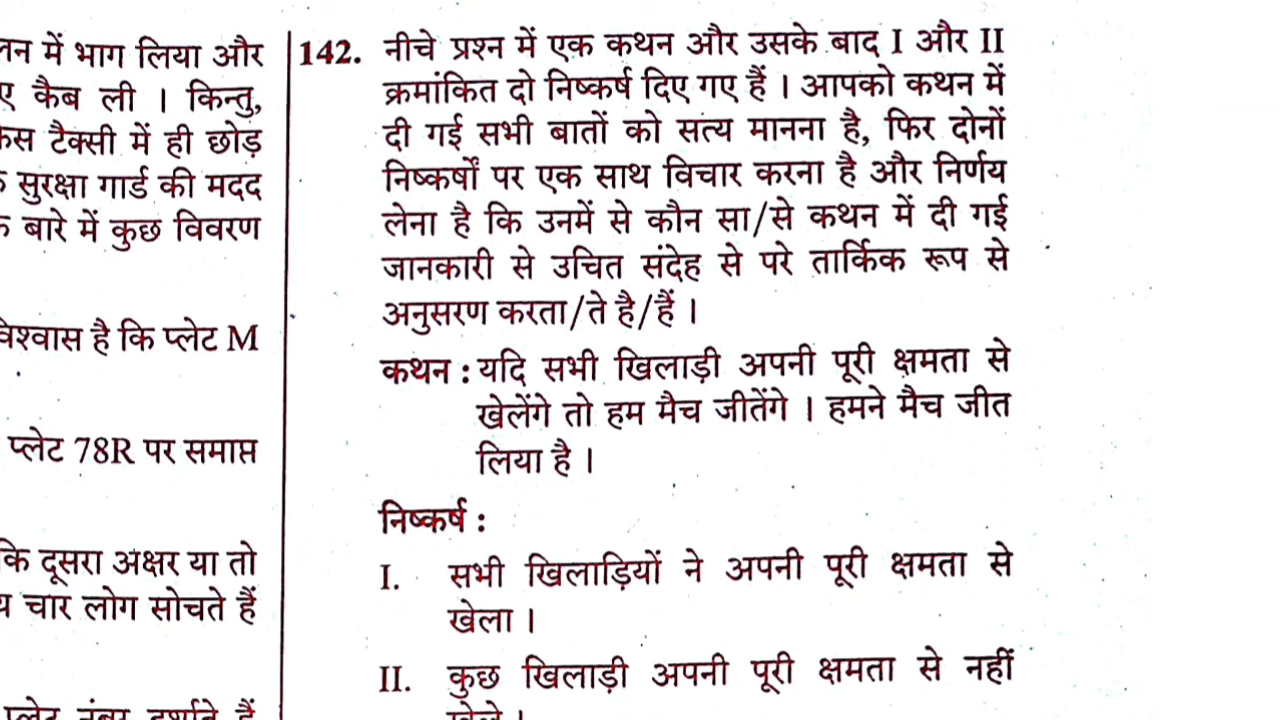 लन में भाग लिया और
ए कैब ली । किन्तु,
टैक्सी में ही छोड़
सुरक्षा गार्ड की मदद
बारे में कुछ विवरण
वेश्वास है कि प्लेट M
प्लेट 78R पर समाप्त
कि दूसरा अक्षर या तो
चार लोग सोचते हैं
142. नीचे प्रश्न में एक कथन और उसके बाद I और II
क्रमांकित दो निष्कर्ष दिए गए हैं । आपको कथन में
दी गई सभी बातों को सत्य मानना है, फिर दोनों
निष्कर्षों पर एक साथ विचार करना है और निर्णय
लेना है कि उनमें से कौन सा/से कथन में दी गई
जानकारी से उचित संदेह से परे तार्किक रूप से
अनुसरण करता/ते है/हैं ।
कथन : यदि सभी खिलाड़ी अपनी पूरी क्षमता से
खेलेंगे तो हम मैच जीतेंगे । हमने मैच जीत
लिया है ।
निष्कर्ष :
I. सभी खिलाड़ियों ने अपनी पूरी क्षमता से
खेला ।
II. कुछ खिलाड़ी अपनी पूरी क्षमता से नहीं